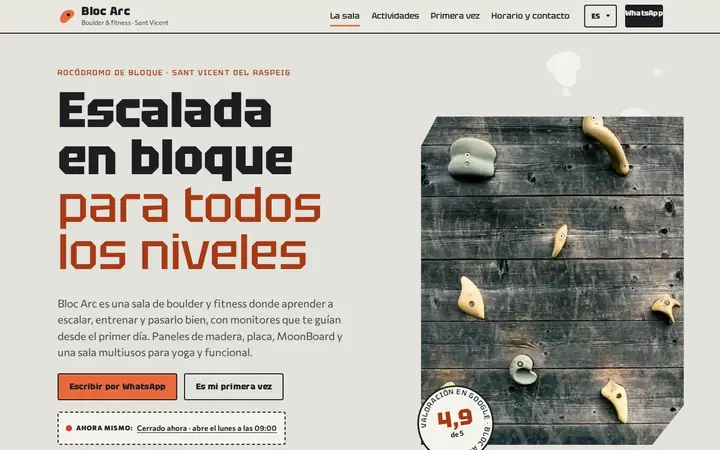 Bloc Arc
Boulder & fitness · Sant Vicent
La sala
Actividades
Primera vez
Horario y contacto
ES
WhatsApp
ROCÓDROMO DE BLOQUE · SANT VICENT DEL RASPEIG
Escalada
en bloque
para todos
los niveles
Bloc Arc es una sala de boulder y fitness donde aprender a
escalar, entrenar y pasarlo bien, con monitores que te guían
desde el primer día. Paneles de madera, placa, MoonBoard y
una sala multiusos para yoga y funcional.
Escribir por WhatsApp
Es mi primera vez
AHORA MISMO: Cerrado ahora · abre el lunes a las 09:00
VALORACIÓN EN GOOGLE · BLOC
4,9
de 5